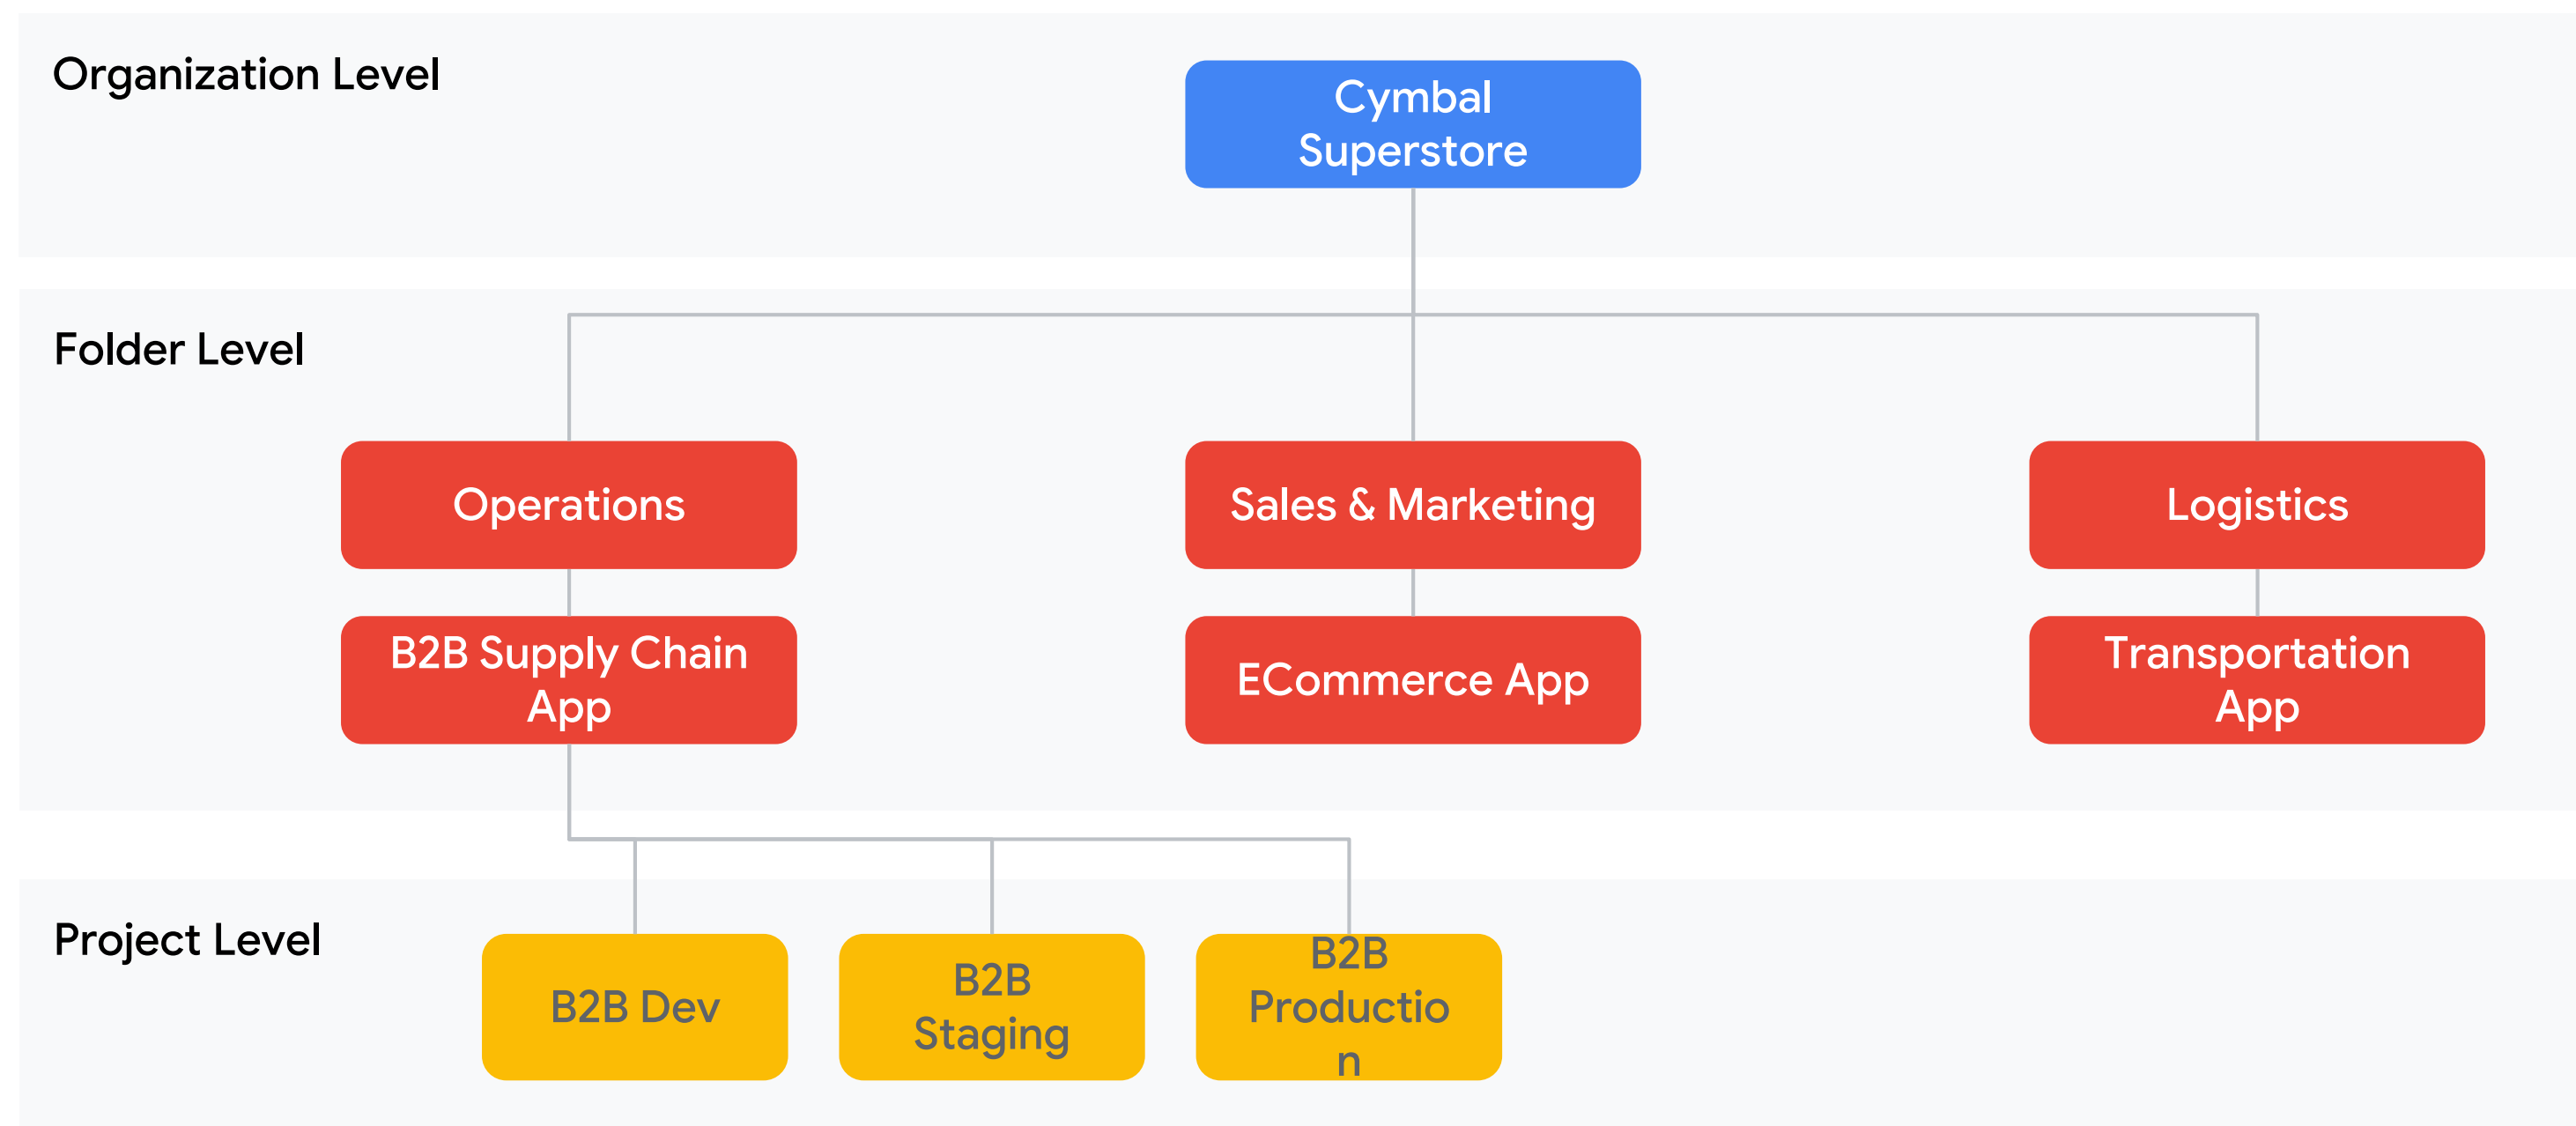 Organization Level
Cymbal
Superstore
Folder Level
Operations
Sales & Marketing
Logistics
B2B Supply Chain
App
ECommerce App
Transportation
App
Project Level
B2B Dev
B2B
Staging
B2B
Productio
n